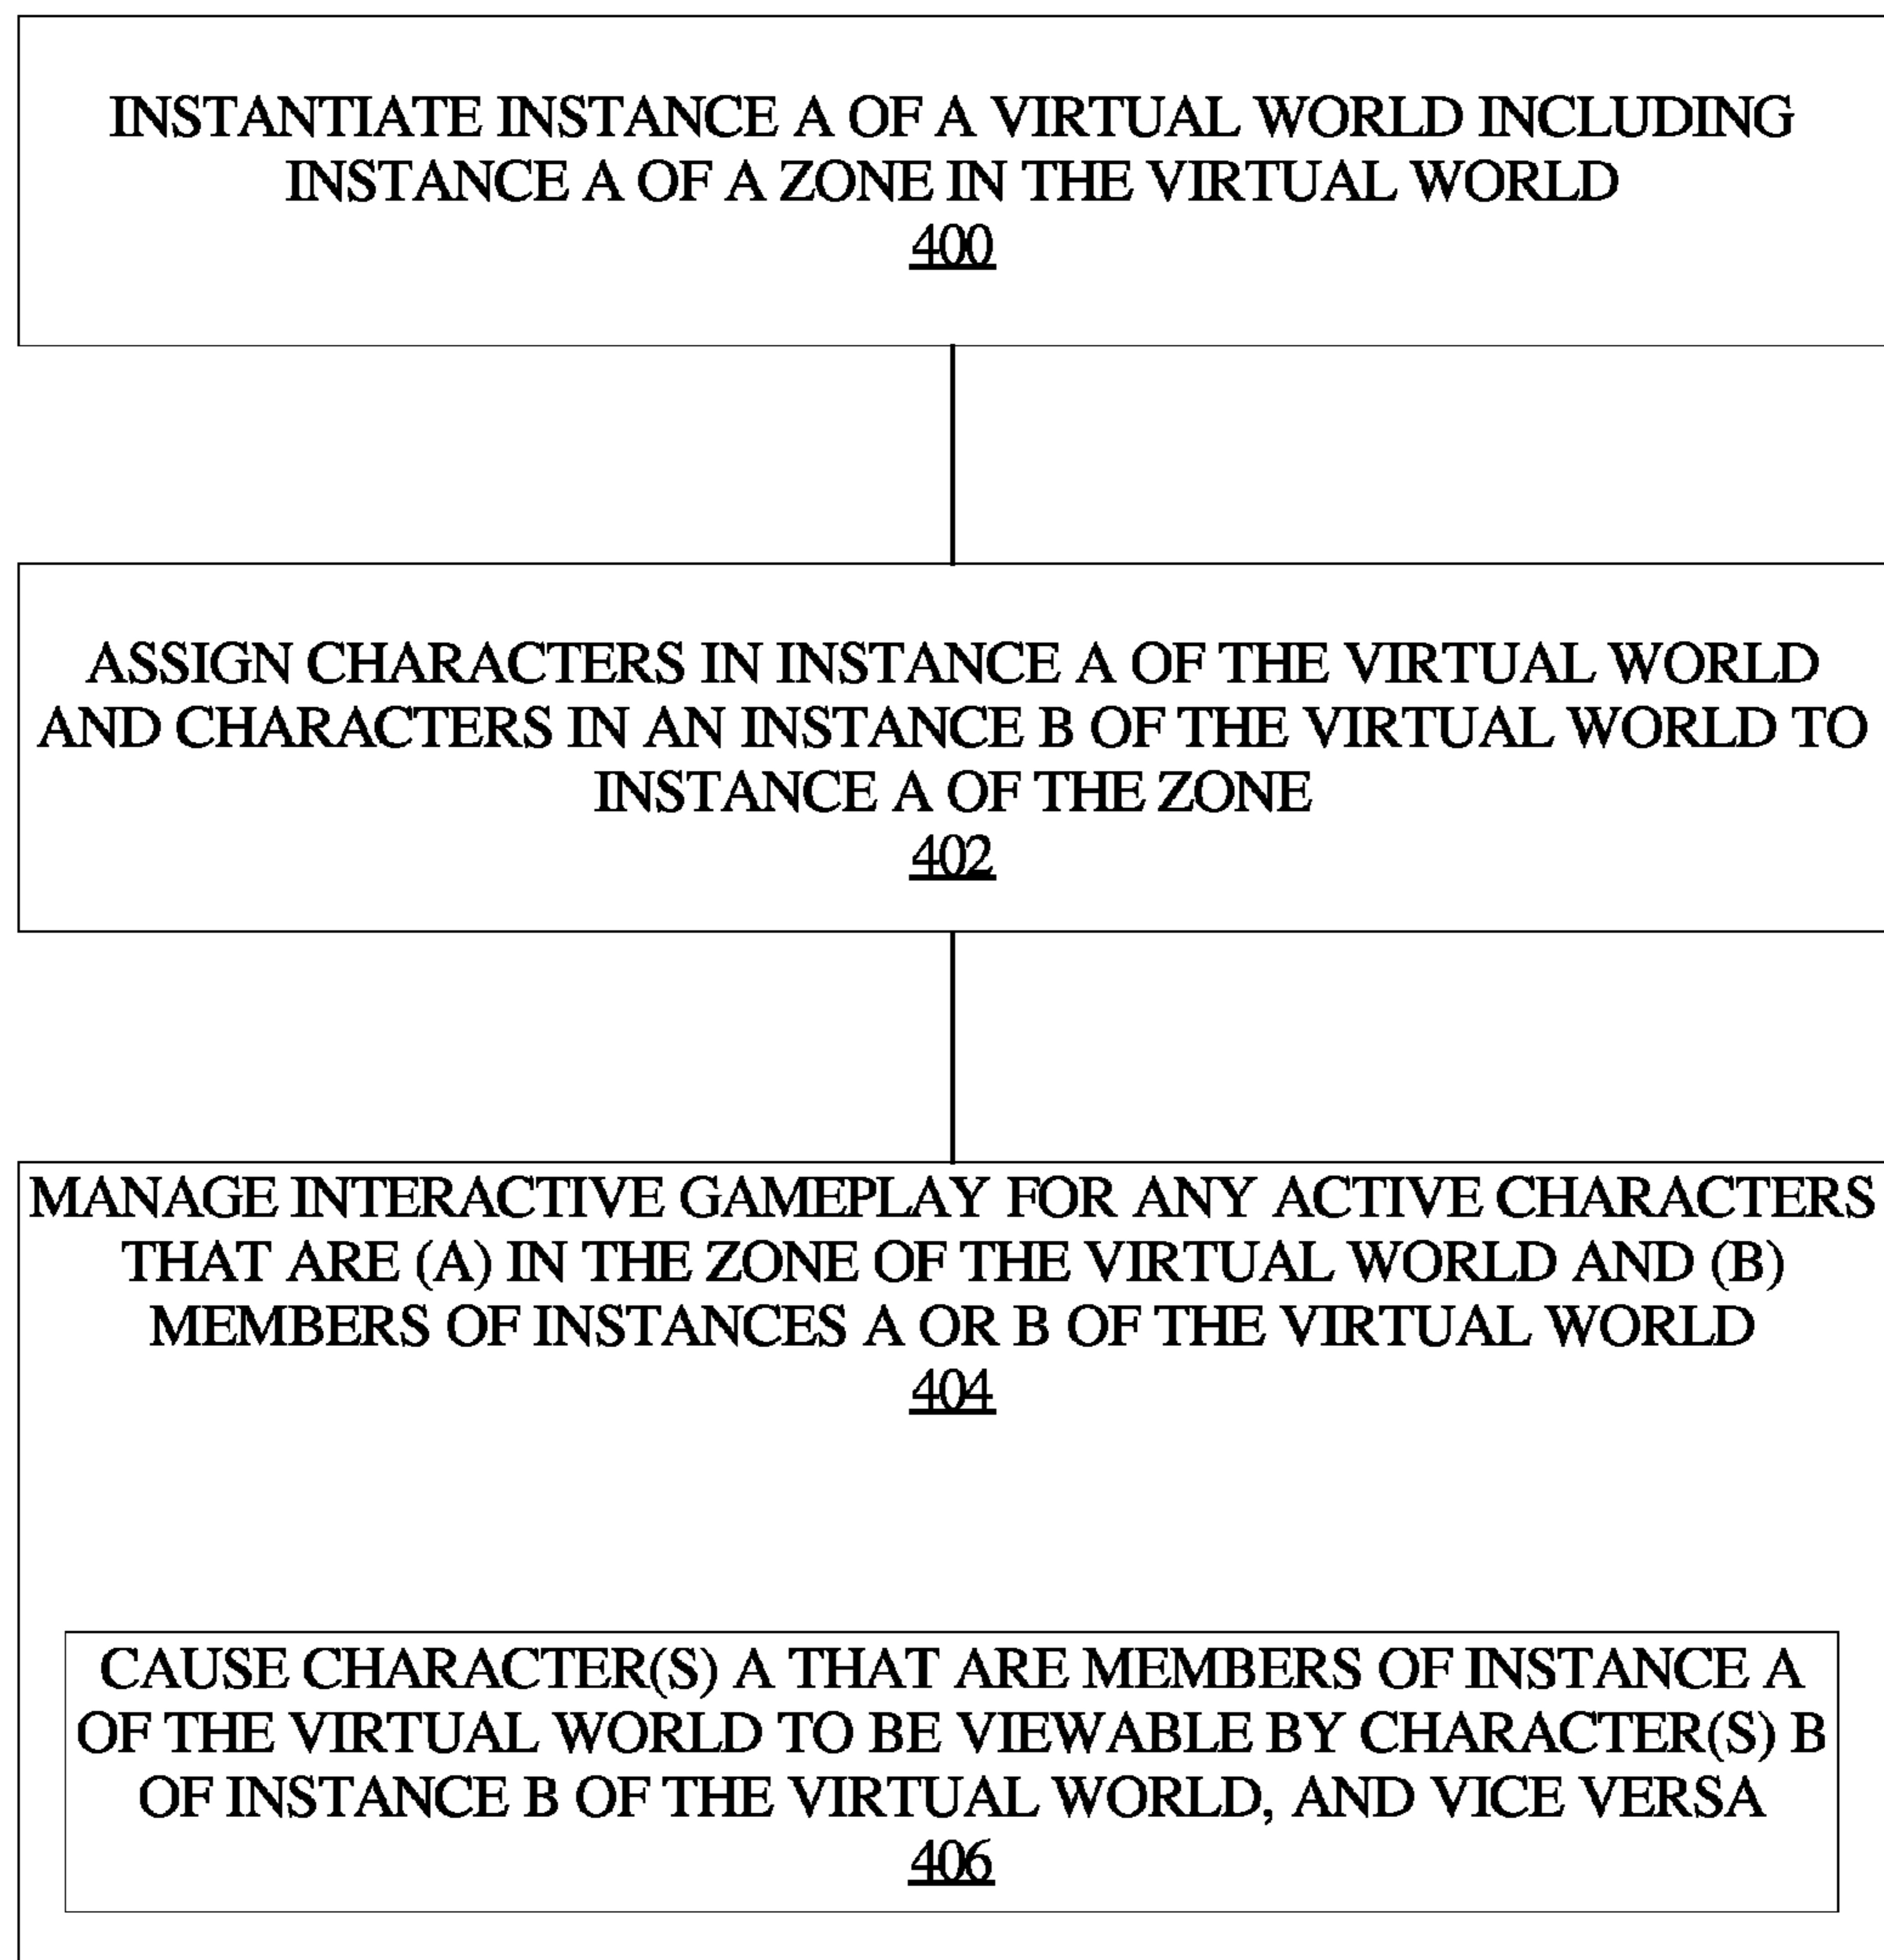 INSTANTIATE INSTANCE A OF A VIRTUAL WORLD INCLUDING
INSTANCE A OF A ZONE IN THE VIRTUAL WORLD
400
ASSIGN CHARACTERS IN INSTANCE A OF THE VIRTUAL WORLD
AND CHARACTERS IN AN INSTANCE B OF THE VIRTUAL WORLD TO
INSTANCE A OF THE ZONE
402
MANAGE INTERACTIVE GAMEPLAY FOR ANY ACTIVE CHARACTERS
THAT ARE (A) IN THE ZONE OF THE VIRTUAL WORLD AND (B)
MEMBERS OF INSTANCES A OR B OF THE VIRTUAL WORLD
404
CAUSE CHARACTER(S) A THAT ARE MEMBERS OF INSTANCE A
OF THE VIRTUAL WORLD TO BE VIEWABLE BY CHARACTER(S) B
OF INSTANCE B OF THE VIRTUAL WORLD, AND VICE VERSA
406